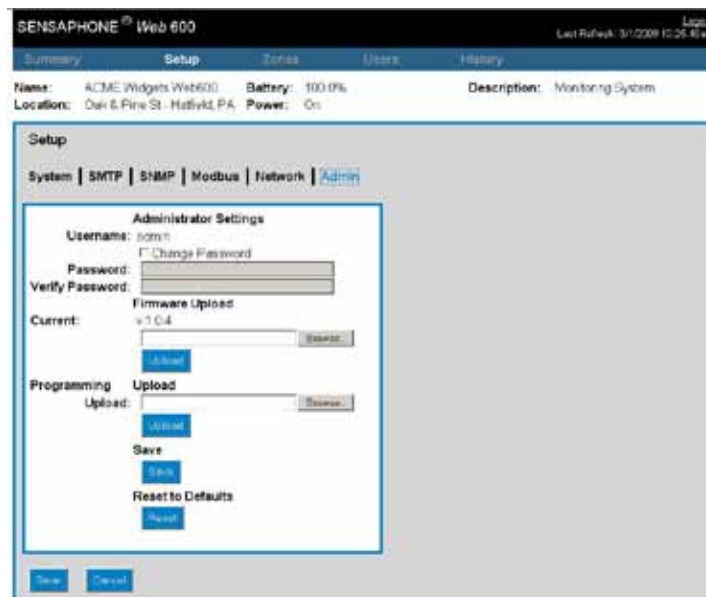 SENSAPHONE ® Web 600
Last Refresh: 3/1/2009 10:26:
Summary Setup Zones Users History
Name: ACME Widgets Web600 Battery: 100.0% Description: Monitoring System
Location: Oak & Pine St - Hatfield, PA Power: On
Setup
System | SMTP | SNMP | Modbus | Network | Admin
Administrator Settings
Username: admin
Change Password
Password:
Verify Password:
Firmware Upload
Current: v 1.0.4
Browse...
Upload
Programming Upload
Upload: Browse...
Upload
Save
Save
Reset to Defaults
Reset
Save Cancel